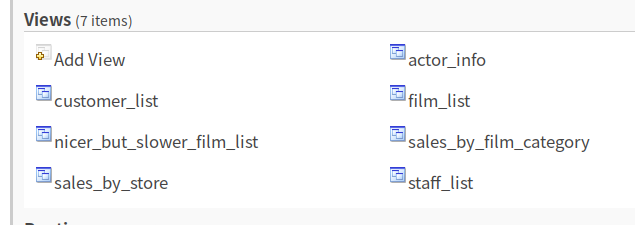 Views (7 items)
Add View
actor_info
customer_list
film_list
nicer_but_slower_film_list
sales_by_film_category
sales_by_store
staff_list